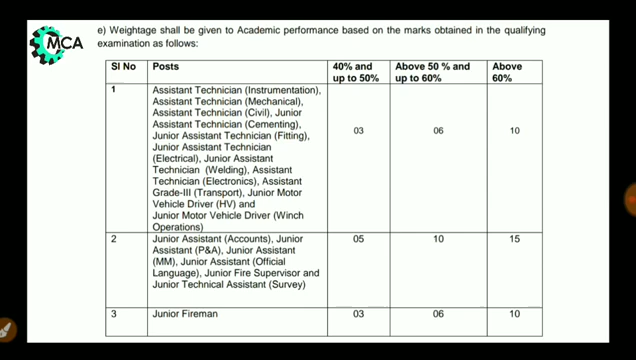 MCA
e) Weightage shall be given to Academic performance based on the marks obtained in the qualifying
examination as follows:
Sl No Posts 40% and Above 50 % and Above
up to 50% up to 60% 60%
1 Assistant Technician (Instrumentation),
Assistant Technician (Mechanical),
Assistant Technician (Civil), Junior
Assistant Technician (Cementing),
03 06 10
Junior Assistant Technician (Fitting),
Junior Assistant Technician
(Electrical), Junior Assistant
Technician (Welding), Assistant
Technician (Electronics), Assistant
Grade-III (Transport), Junior Motor
Vehicle Driver (HV) and
Junior Motor Vehicle Driver (Winch
Operations)
2 Junior Assistant (Accounts), Junior 05 10 15
Assistant (P&A), Junior Assistant
(MM), Junior Assistant (Official
Language), Junior Fire Supervisor and
Junior Technical Assistant (Survey)
3 Junior Fireman 03 06 10